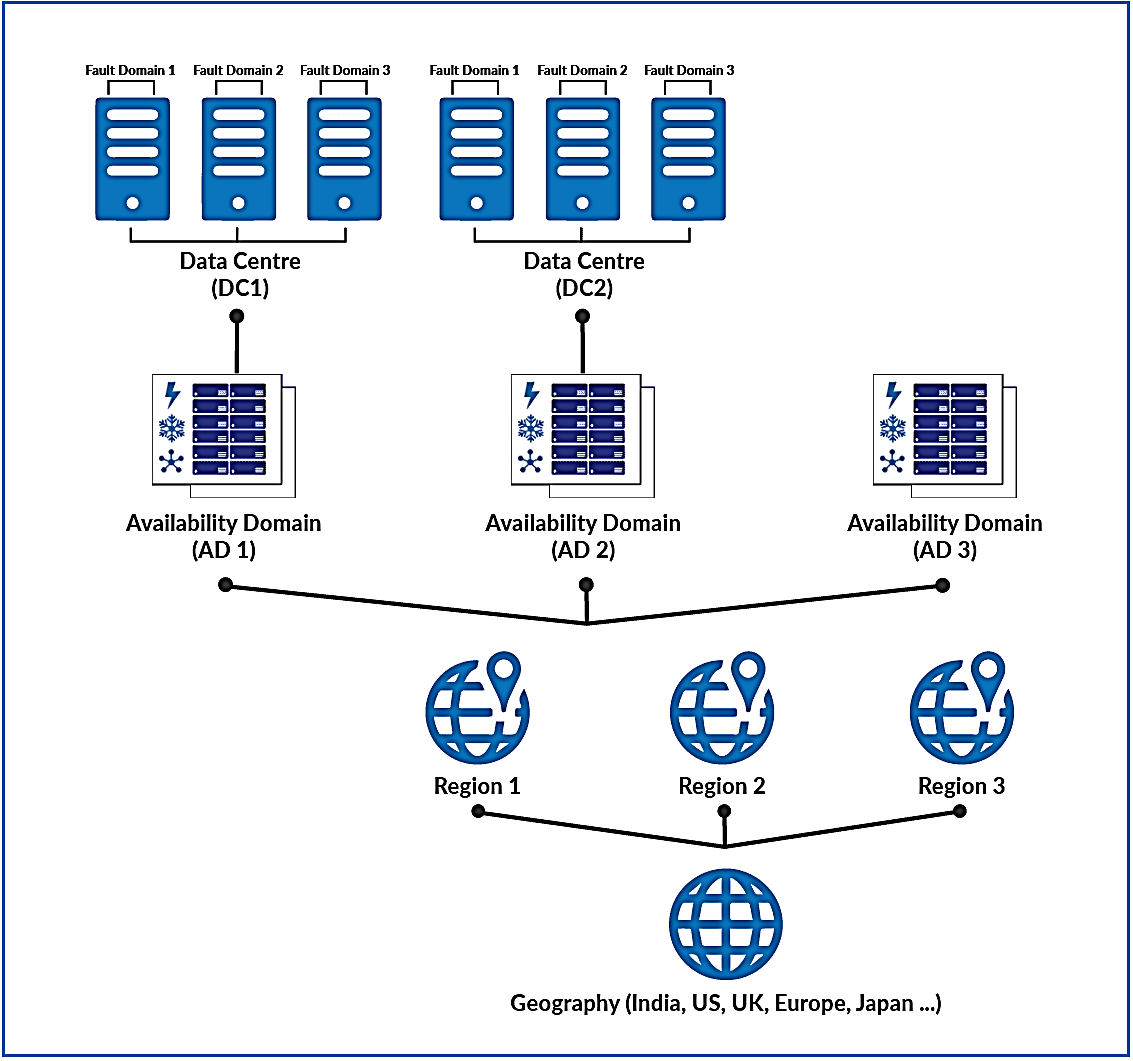 Fault Domain 1
Fault Domain 2
Fault Domain 3
Fault Domain 1
Fault Domain 2
Fault Domain 3
Data Centre
(DC1)
Data Centre
(DC2)
Availability Domain
(AD 1)
Availability Domain
(AD 2)
Availability Domain
(AD 3)
Region 1
Region 2
Region 3
Geography (India, US, UK, Europe, Japan ...)